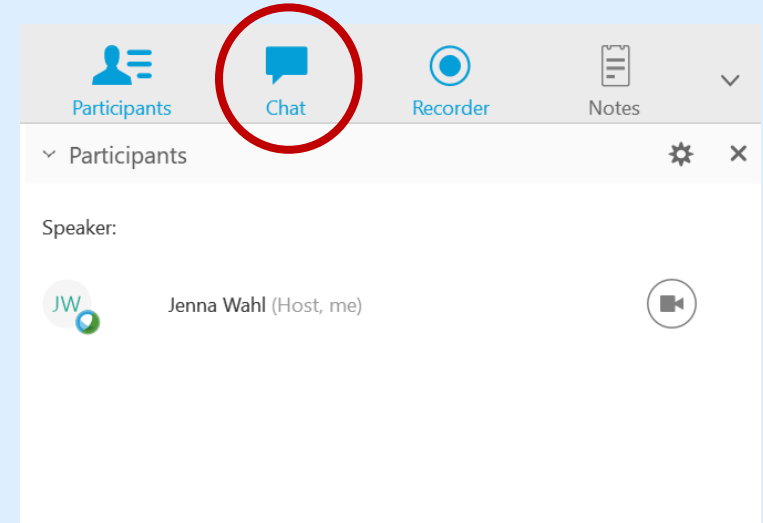 Participants Chat Recorder Notes
Participants
Speaker:
JW Jenna Wahl (Host, me)